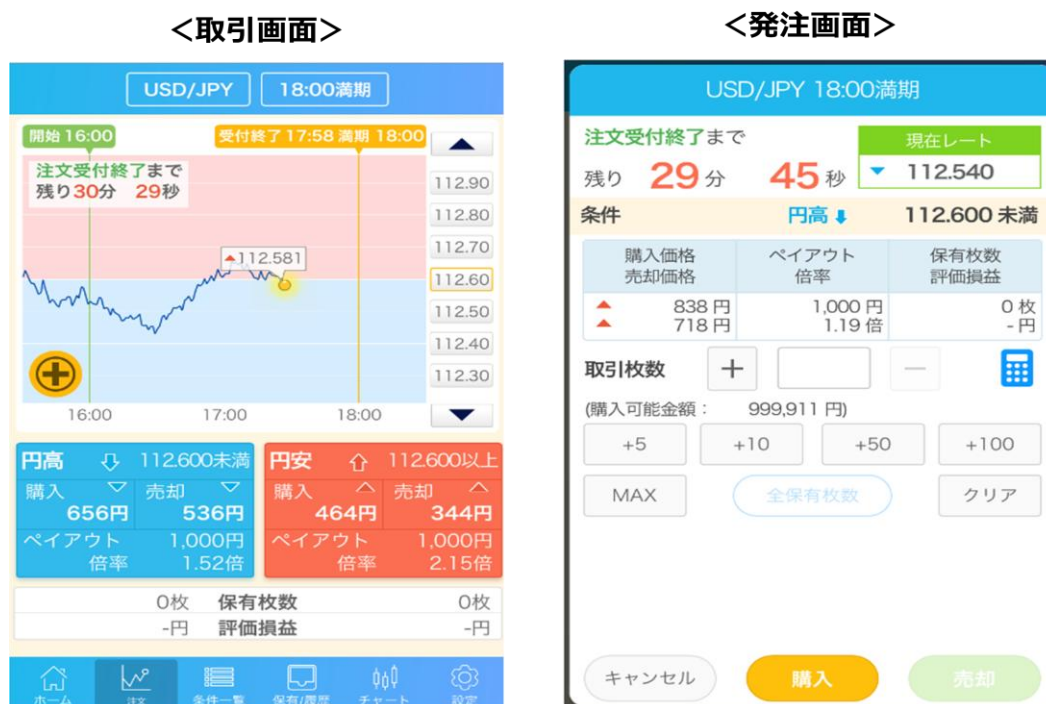 ＜取引画面＞
USD/JPY 18:00満期
開始 16:00 受付終了 17:58 満期 18:00
注文受付終了まで
残り30分 29秒
112.90
112.80
112.581 112.70
112.60
112.50
112.40
112.30
16:00 17:00 18:00
円高 112.600未満 円安 112.600以上
購入 売却 購入 売却
656円 536円 464円 344円
ペイアウト 1,000円 ペイアウト 1,000円
倍率 1.52倍 倍率 2.15倍
0枚 保有枚数 0枚
-円 評価損益 -円
ホーム 注文 条件一覧 保有/履歴 チャート 設定
＜発注画面＞
USD/JPY 18:00満期
注文受付終了まで 現在レート
残り 29 分 45 秒 112.540
条件 円高 112.600 未満
購入価格 ペイアウト 保有枚数
売却価格 倍率 評価損益
838 円 1,000 円 0 枚
718 円 1.19 倍 - 円
取引枚数 + −
(購入可能金額： 999,911 円)
+5 +10 +50 +100
MAX 全保有枚数 クリア
キャンセル 購入 売却